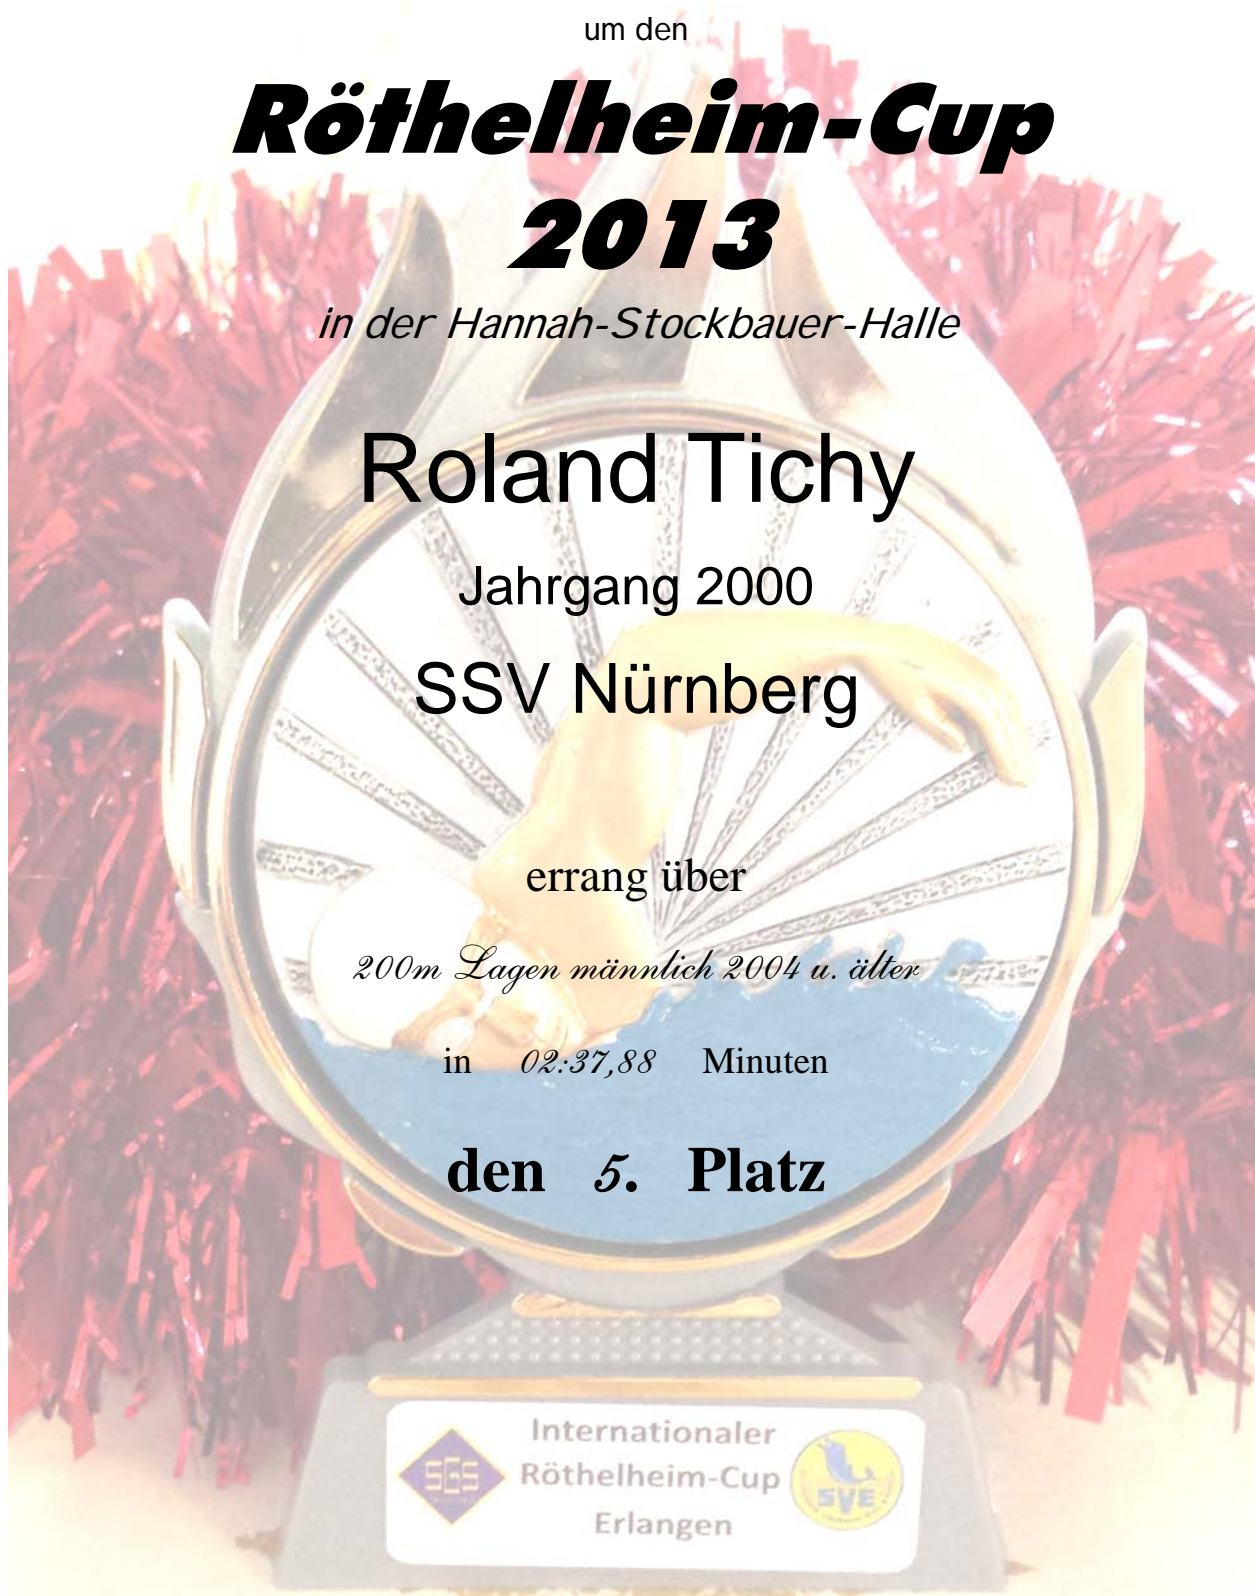 um den
Röthelheim-Cup
2013
in der Hannah-Stockbauer-Halle
Roland Tichy
Jahrgang 2000
SSV Nürnberg
errang über
200m Lagen männlich 2004 u. älter
in 02:37,88 Minuten
den 5. Platz
Internationaler
SGS Röthelheim-Cup SVE
Erlangen